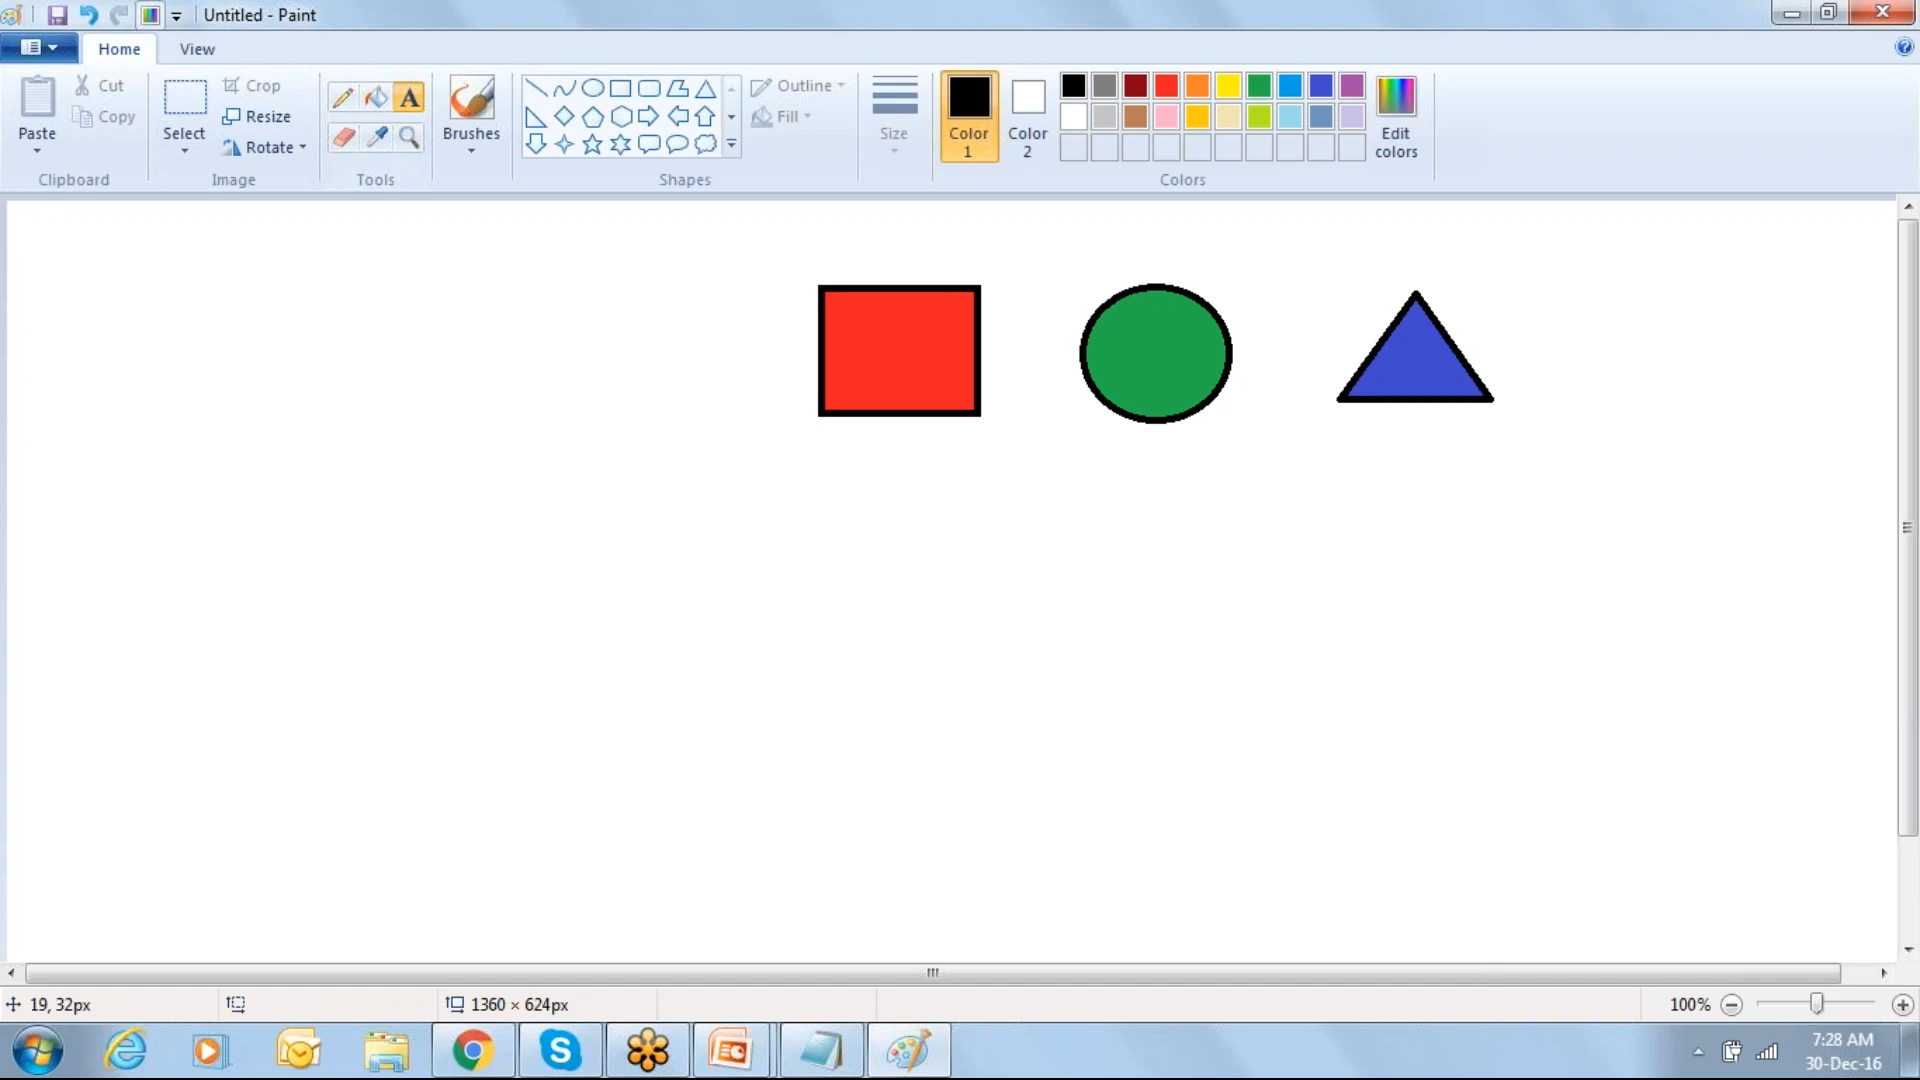 Untitled - Paint
Home View
Paste Cut Copy Select Crop Resize Rotate A Brushes Outline Fill Size Color 1 Color 2 Edit colors
Clipboard Image Tools Shapes Colors
19, 32px 1360 × 624px 100%
7:28 AM
30-Dec-16